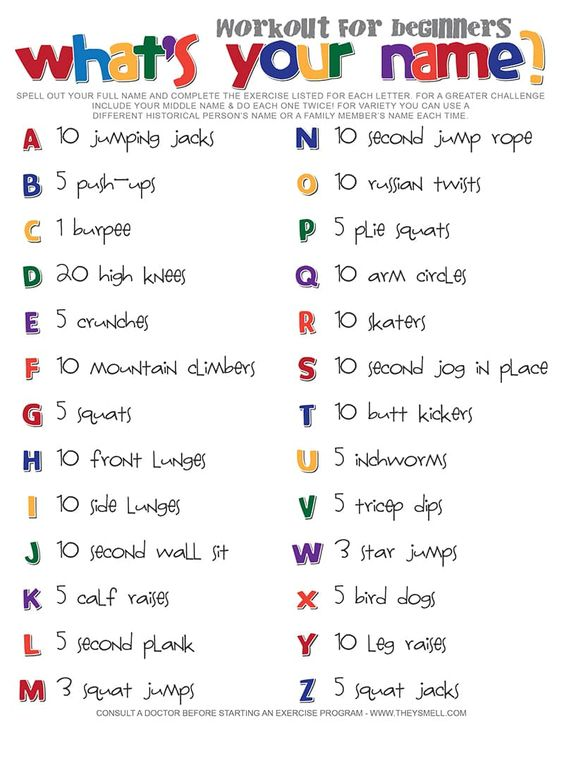 workout for beginners
what's your name?
SPELL OUT YOUR FULL NAME AND COMPLETE THE EXERCISE LISTED FOR EACH LETTER. FOR A GREATER CHALLENGE
INCLUDE YOUR MIDDLE NAME & DO EACH ONE TWICE! FOR VARIETY YOU CAN USE A
DIFFERENT HISTORICAL PERSON'S NAME OR A FAMILY MEMBER'S NAME EACH TIME.
A 10 jumping jacks
B 5 push-ups
C 1 burpee
D 20 high knees
E 5 crunches
F 10 mountain climbers
G 5 squats
H 10 front lunges
I 10 side lunges
J 10 second wall sit
K 5 calf raises
L 5 second plank
M 3 squat jumps
N 10 second jump rope
O 10 russian twists
P 5 plie squats
Q 10 arm circles
R 10 skaters
S 10 second jog in place
T 10 butt kickers
U 5 inchworms
V 5 tricep dips
W 3 star jumps
X 5 bird dogs
Y 10 leg raises
Z 5 squat jacks
CONSULT A DOCTOR BEFORE STARTING AN EXERCISE PROGRAM - WWW.THEYSMELL.COM